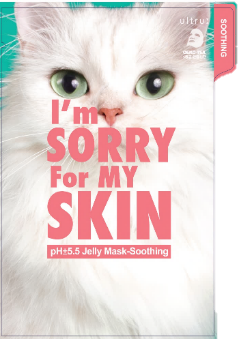 ultru
SOOTHING
I'm
SORRY
For MY
SKIN
pH±5.5 Jelly Mask-Soothing